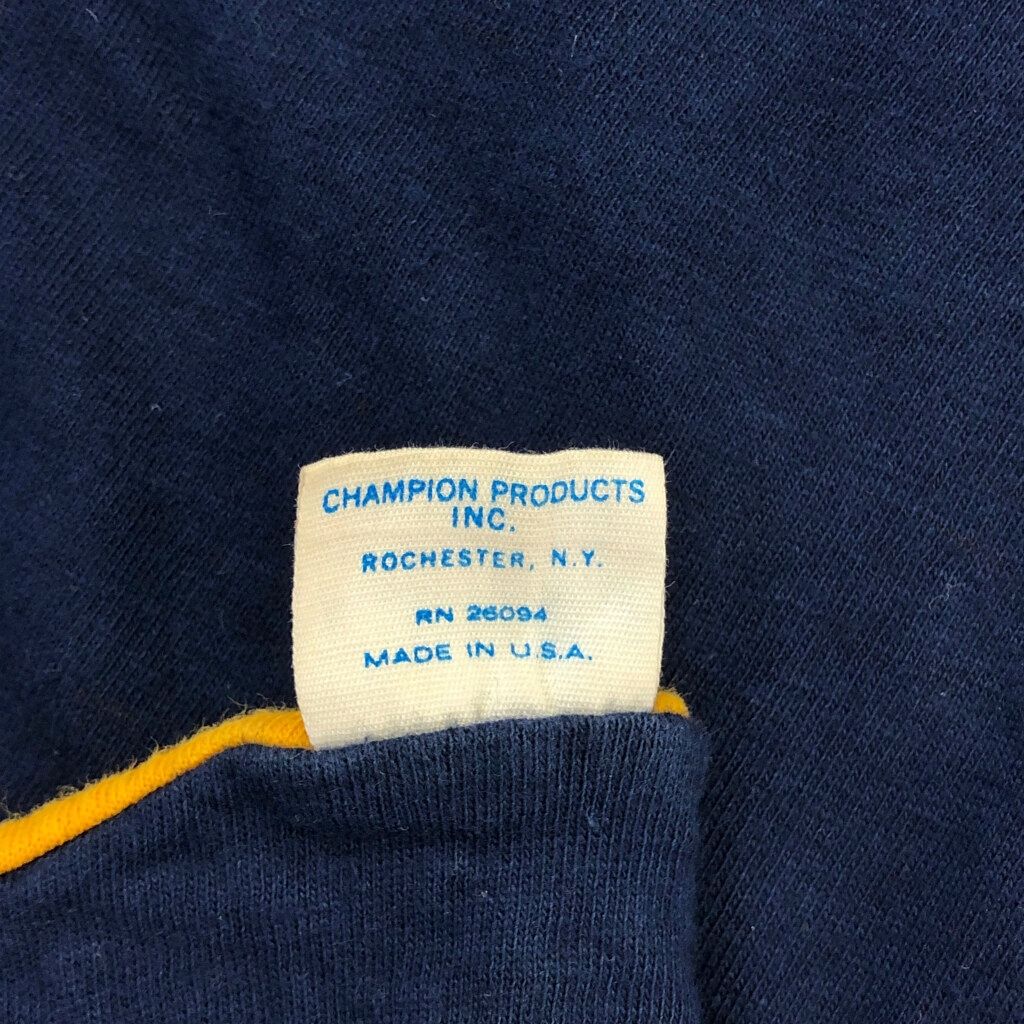 CHAMPION PRODUCTS
INC.
ROCHESTER, N.Y.
RN 26094
MADE IN U.S.A.